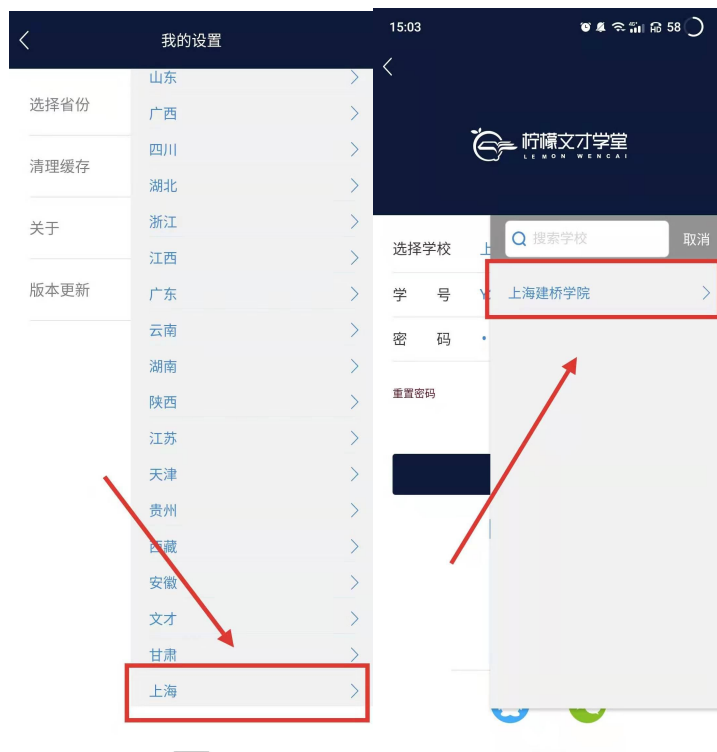 我的设置
选择省份
清理缓存
关于
版本更新
山东
广西
四川
湖北
浙江
江西
广东
云南
湖南
陕西
江苏
天津
贵州
西藏
安徽
文才
甘肃
上海
15:03
4G
HD
58
柠檬文才学堂
LEMON WENCAI
搜索学校
取消
选择学校
上海建桥学院
学 号
密 码
重置密码